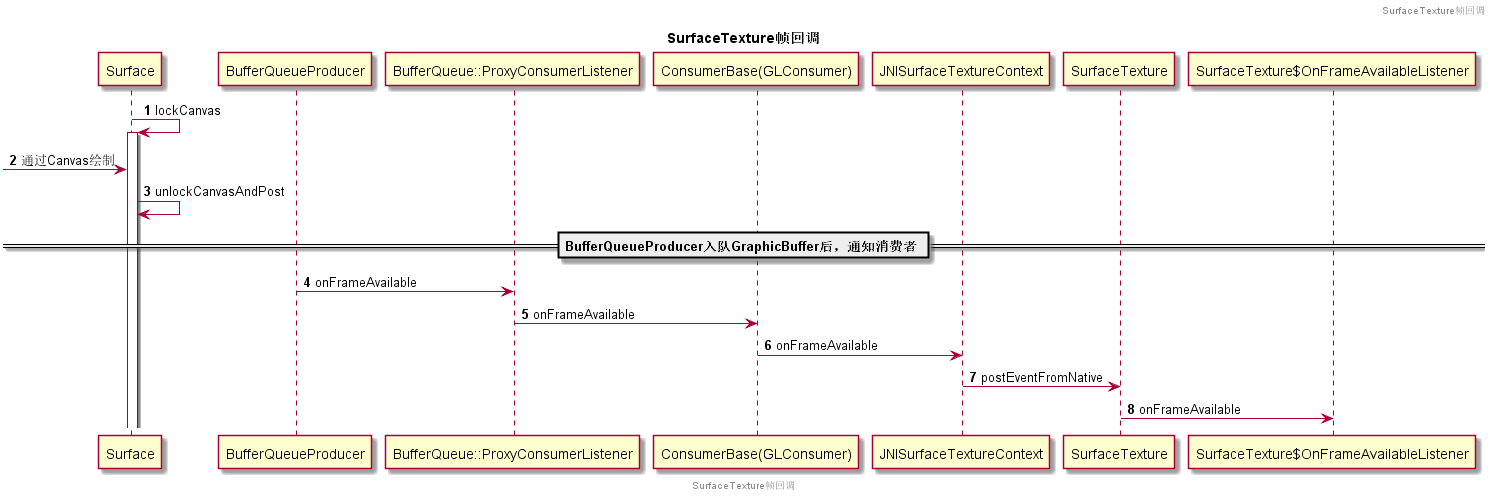 SurfaceTexture帧回调
SurfaceTexture帧回调
Surface
BufferQueueProducer
BufferQueue::ProxyConsumerListener
ConsumerBase(GLConsumer)
JNISurfaceTextureContext
SurfaceTexture
SurfaceTexture$OnFrameAvailableListener
1 lockCanvas
2 通过Canvas绘制
3 unlockCanvasAndPost
BufferQueueProducer入队GraphicBuffer后，通知消费者
4 onFrameAvailable
5 onFrameAvailable
6 onFrameAvailable
7 postEventFromNative
8 onFrameAvailable
Surface
BufferQueueProducer
BufferQueue::ProxyConsumerListener
ConsumerBase(GLConsumer)
JNISurfaceTextureContext
SurfaceTexture
SurfaceTexture$OnFrameAvailableListener
SurfaceTexture帧回调